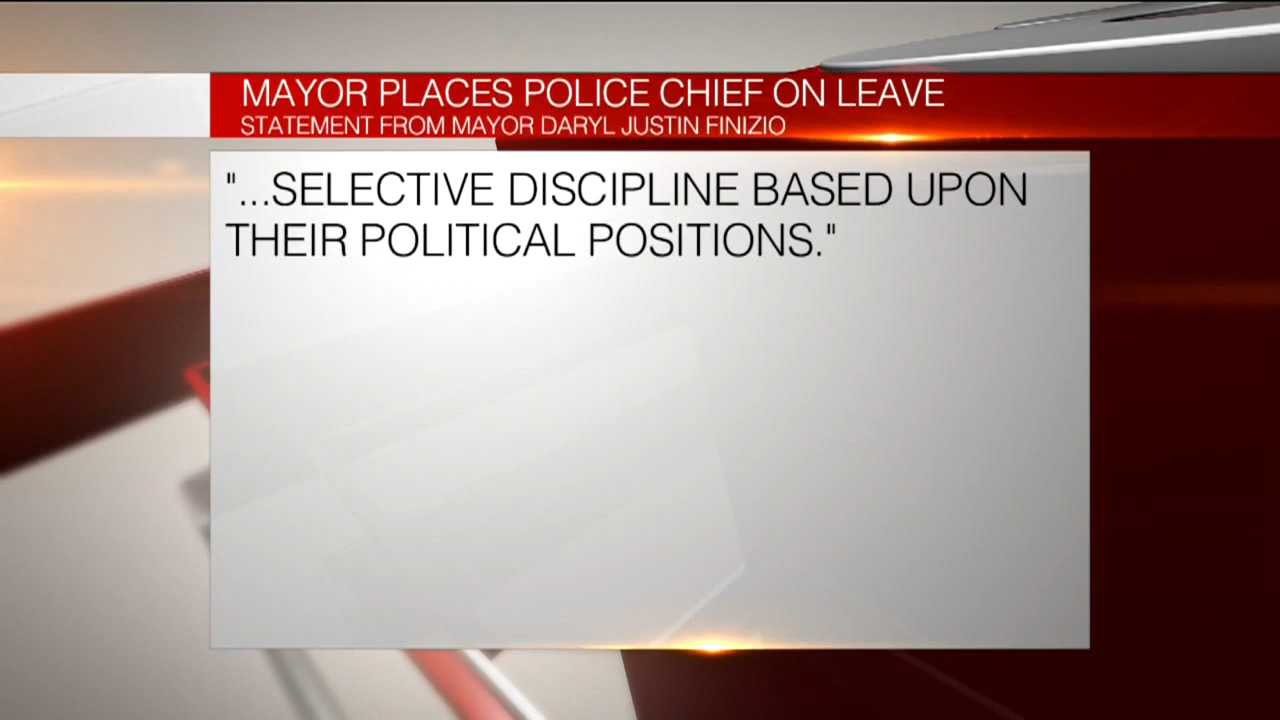 MAYOR PLACES POLICE CHIEF ON LEAVE
STATEMENT FROM MAYOR DARYL JUSTIN FINIZIO
"...SELECTIVE DISCIPLINE BASED UPON
THEIR POLITICAL POSITIONS."